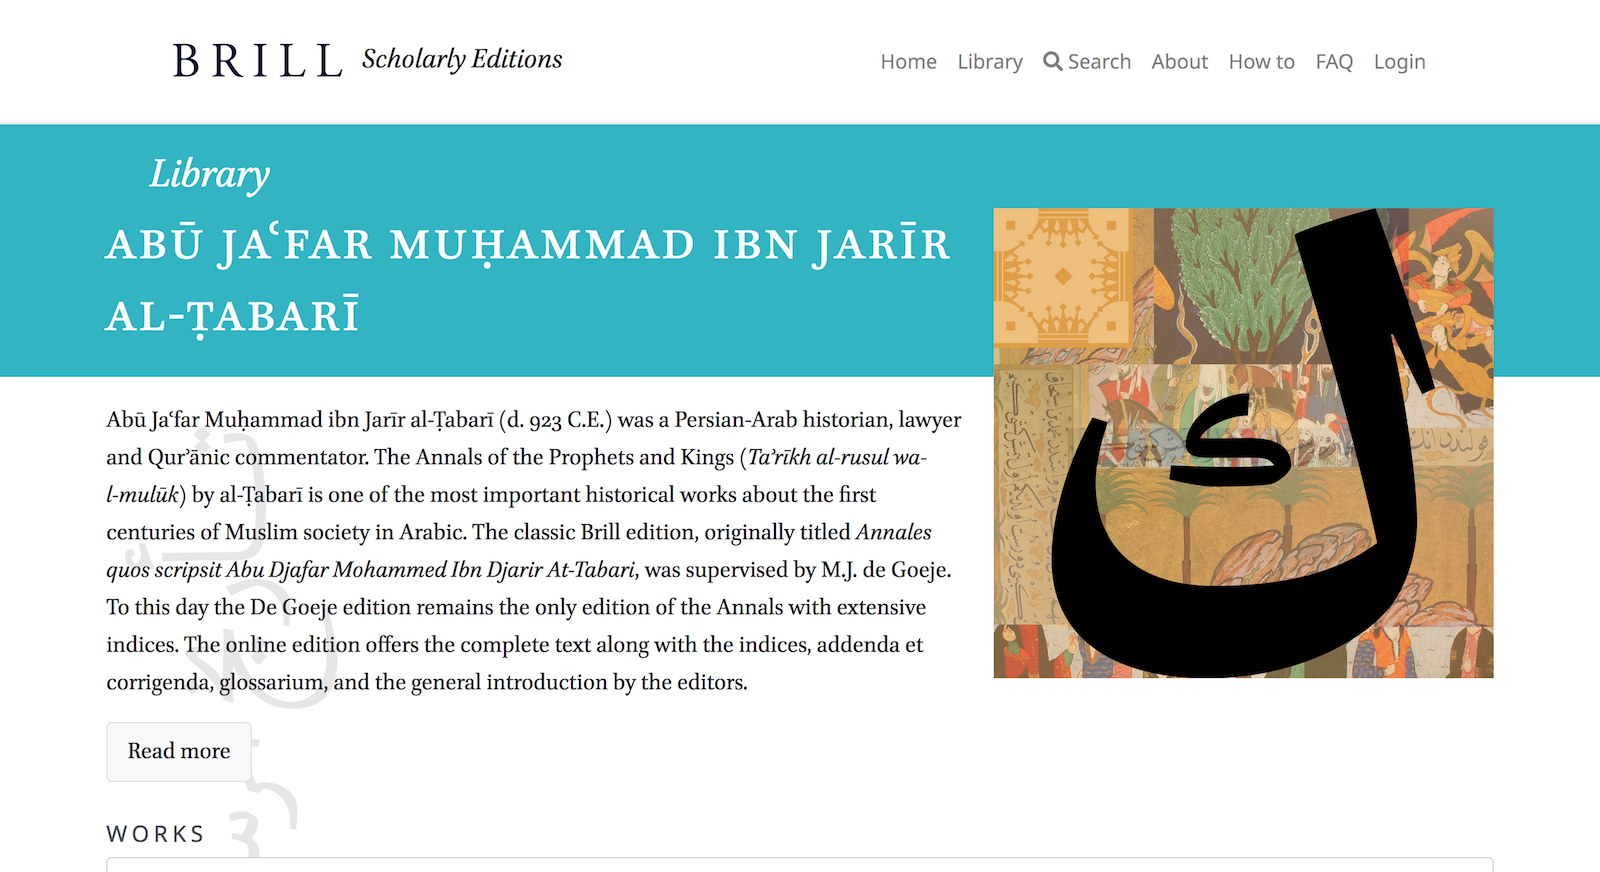 BRILL Scholarly Editions
Home Library Search About How to FAQ Login
Library
ABŪ JAʿFAR MUḤAMMAD IBN JARĪR
AL-ṬABARĪ
Abū Jaʿfar Muḥammad ibn Jarīr al-Ṭabarī (d. 923 C.E.) was a Persian-Arab historian, lawyer
and Qurʾānic commentator. The Annals of the Prophets and Kings (Taʾrīkh al-rusul wa-
l-mulūk) by al-Ṭabarī is one of the most important historical works about the first
centuries of Muslim society in Arabic. The classic Brill edition, originally titled Annales
quos scripsit Abu Djafar Mohammed Ibn Djarir At-Tabari, was supervised by M.J. de Goeje.
To this day the De Goeje edition remains the only edition of the Annals with extensive
indices. The online edition offers the complete text along with the indices, addenda et
corrigenda, glossarium, and the general introduction by the editors.
ك
Read more
WORKS